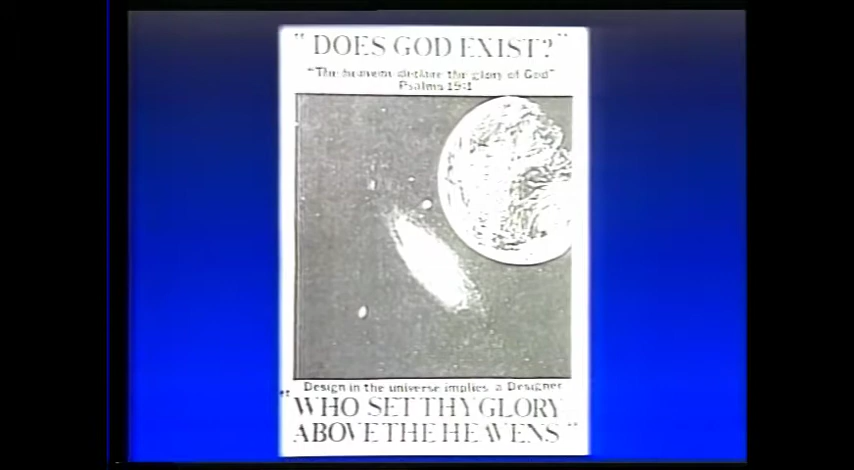 " DOES GOD EXIST? "
"The heavens declare the glory of God"
Psalms 19:1
Design in the universe implies a Designer
" WHO SET THY GLORY
ABOVE THE HEAVENS "